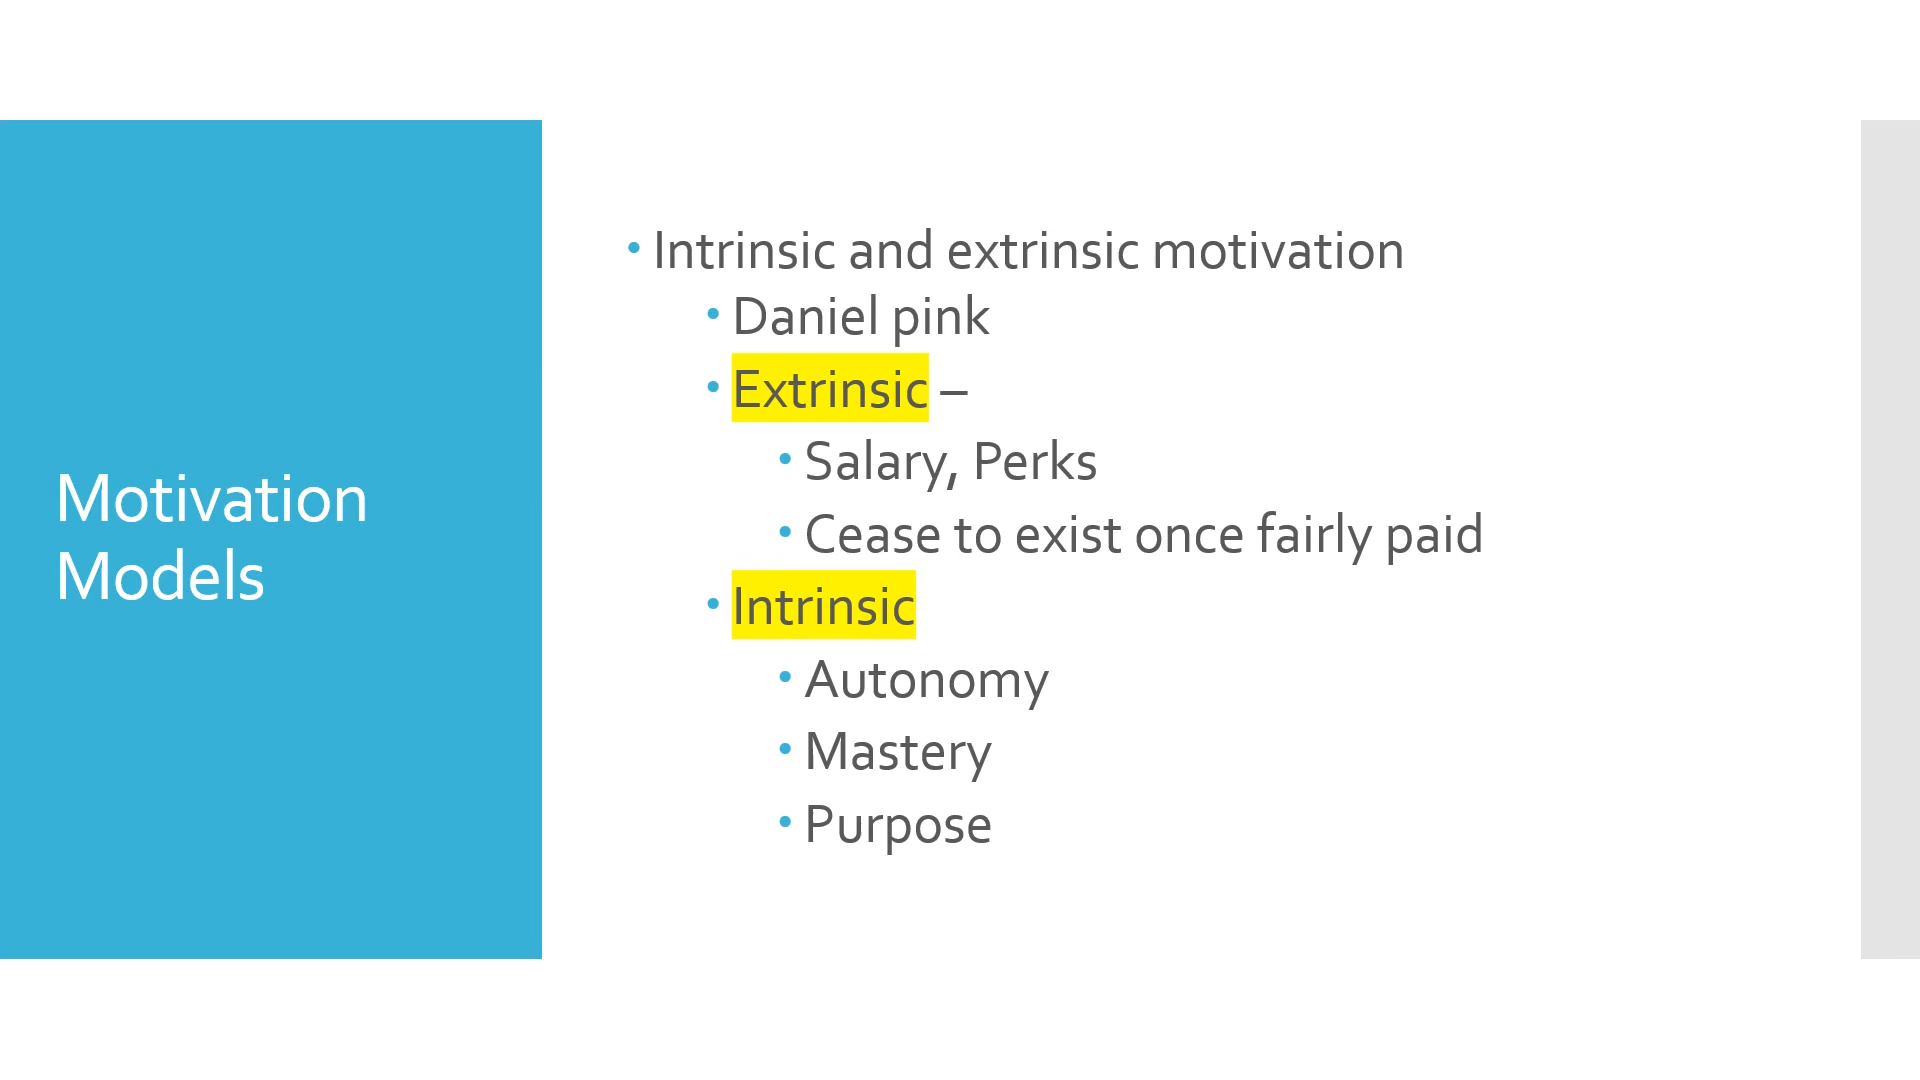 Motivation
Models
Intrinsic and extrinsic motivation
Daniel pink
Extrinsic –
Salary, Perks
Cease to exist once fairly paid
Intrinsic
Autonomy
Mastery
Purpose